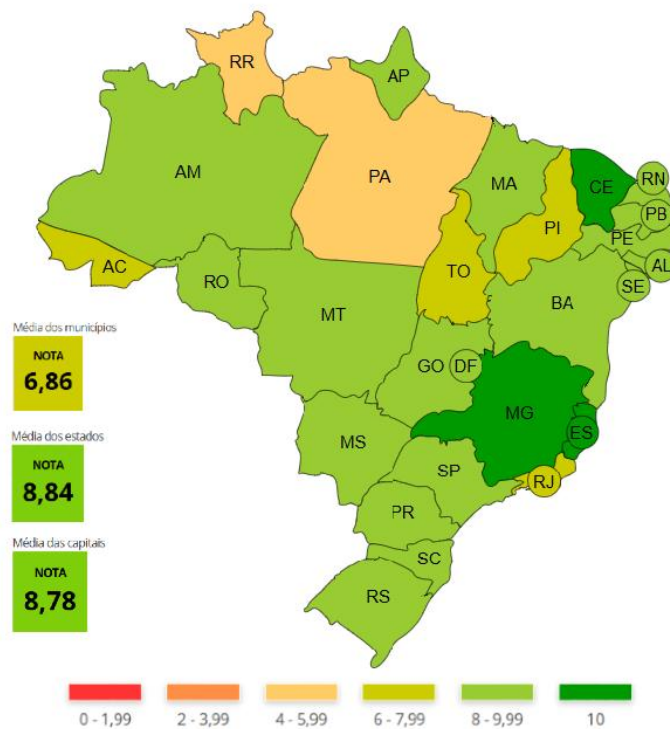 RR
AP
AM
PA
MA
CE
RN
PB
PI
PE
AC
TO
AL
RO
SE
BA
MT
Média dos municípios
NOTA
6,86
GO
DF
MG
Média dos estados
NOTA
8,84
ES
MS
SP
RJ
PR
Média das capitais
NOTA
8,78
SC
RS
0 - 1,99
2 - 3,99
4 - 5,99
6 - 7,99
8 - 9,99
10